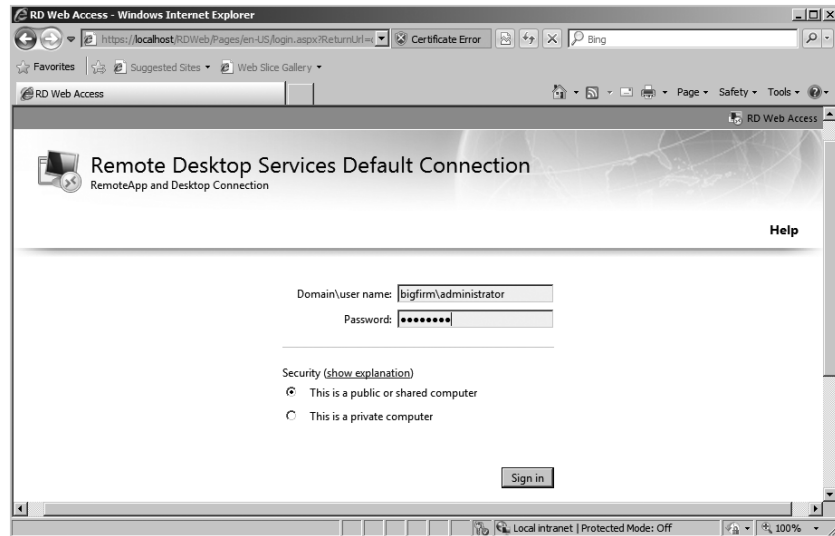 RD Web Access - Windows Internet Explorer
https://localhost/RDWeb/Pages/en-US/login.aspx?ReturnUrl= Certificate Error Bing
Favorites Suggested Sites Web Slice Gallery
RD Web Access Page Safety Tools
RD Web Access
Remote Desktop Services Default Connection
RemoteApp and Desktop Connection
Help
Domain\user name: bigfirm\administrator
Password: ●●●●●●●●
Security (show explanation)
This is a public or shared computer
This is a private computer
Sign in
Local intranet | Protected Mode: Off 100%